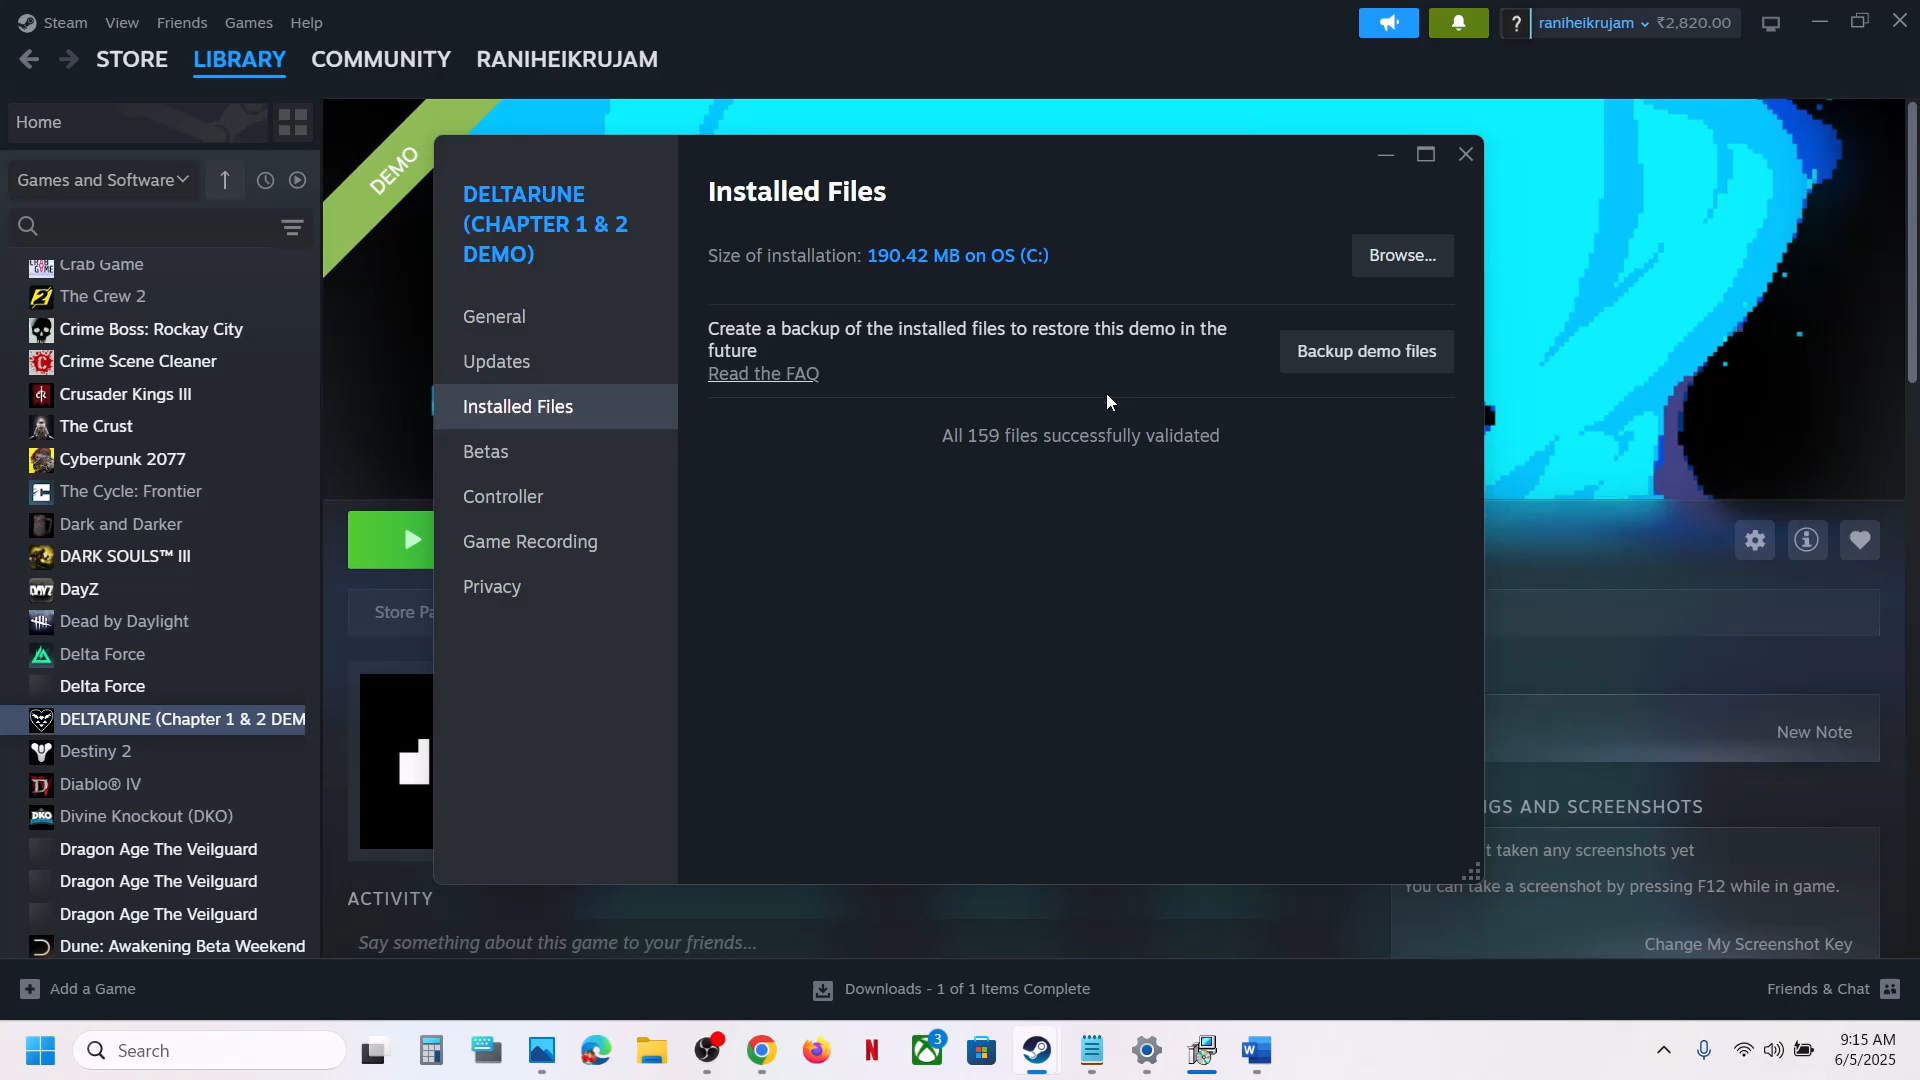 Steam View Friends Games Help
raniheikrujam ₹2,820.00
STORE LIBRARY COMMUNITY RANIHEIKRUJAM
Home
Games and Software
Crab Game
The Crew 2
Crime Boss: Rockay City
Crime Scene Cleaner
Crusader Kings III
The Crust
Cyberpunk 2077
The Cycle: Frontier
Dark and Darker
DARK SOULS™ III
DayZ
Dead by Daylight
Delta Force
Delta Force
DELTARUNE (Chapter 1 & 2 DEM
Destiny 2
Diablo® IV
Divine Knockout (DKO)
Dragon Age The Veilguard
Dragon Age The Veilguard
Dragon Age The Veilguard
Dune: Awakening Beta Weekend
DEMO
DELTARUNE
(CHAPTER 1 & 2
DEMO)
General
Updates
Installed Files
Betas
Controller
Game Recording
Privacy
Installed Files
Size of installation: 190.42 MB on OS (C:)
Browse...
Create a backup of the installed files to restore this demo in the
future
Read the FAQ
Backup demo files
All 159 files successfully validated
Store Pa
New Note
GS AND SCREENSHOTS
t taken any screenshots yet
You can take a screenshot by pressing F12 while in game.
Change My Screenshot Key
ACTIVITY
Say something about this game to your friends...
Add a Game
Downloads - 1 of 1 Items Complete
Friends & Chat
Search
3
9:15 AM
6/5/2025